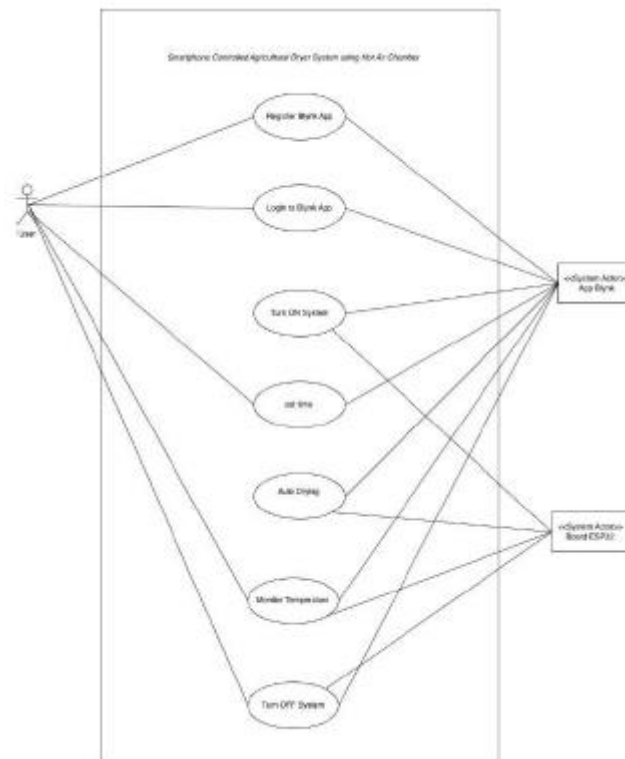 Smartphone Controlled Agricultural Dryer System using Hot Air Chamber
Register Blynk App
Login to Blynk App
User
<<System Actor>>
App Blynk
Turn ON System
set time
Auto Drying
<<System Actor>>
Board ESP32
Monitor Temperature
Turn OFF System